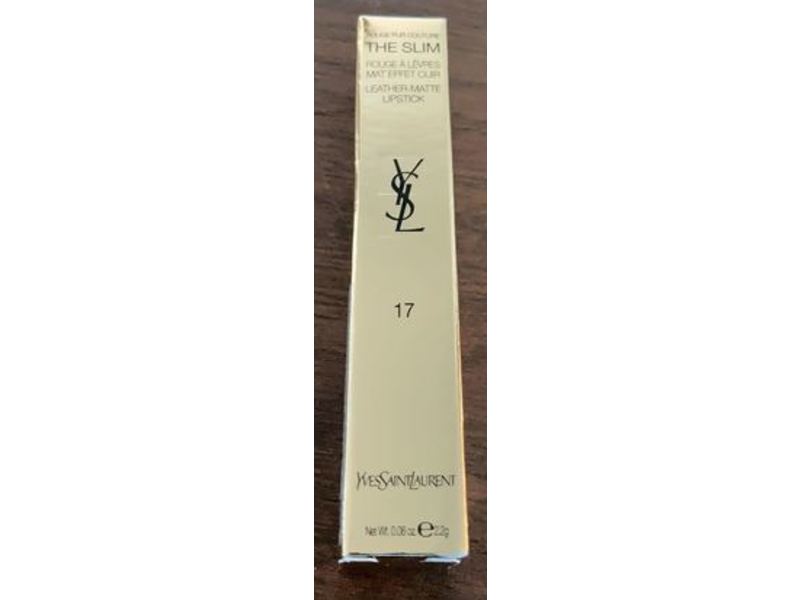 ROUGE PUR COUTURE
THE SLIM
ROUGE À LÈVRES
MAT EFFET CUIR
LEATHER-MATTE
LIPSTICK
YSL
17
YVESSAINTLAURENT
Net Wt. 0.08 oz. ℮ 2.2g